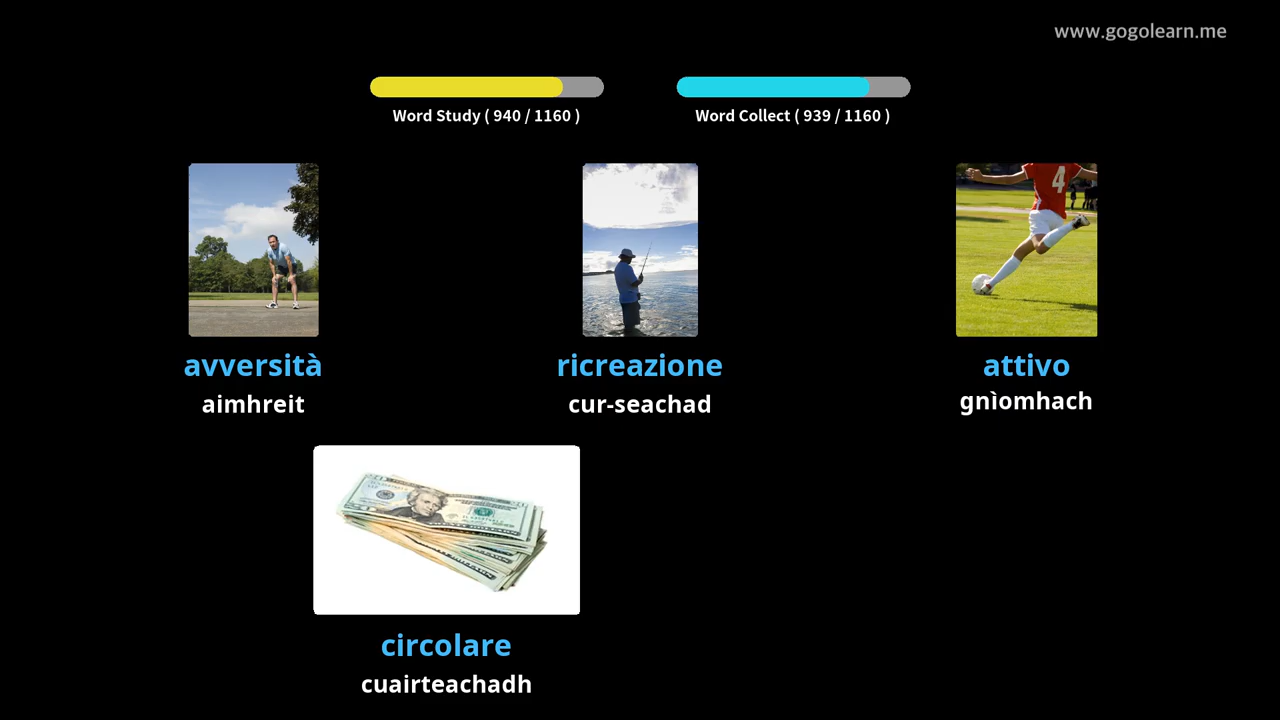 www.gogolearn.me
Word Study ( 940 / 1160 )
Word Collect ( 939 / 1160 )
avversità
ricreazione
attivo
aimhreit
cur-seachad
gnìomhach
circolare
cuairteachadh